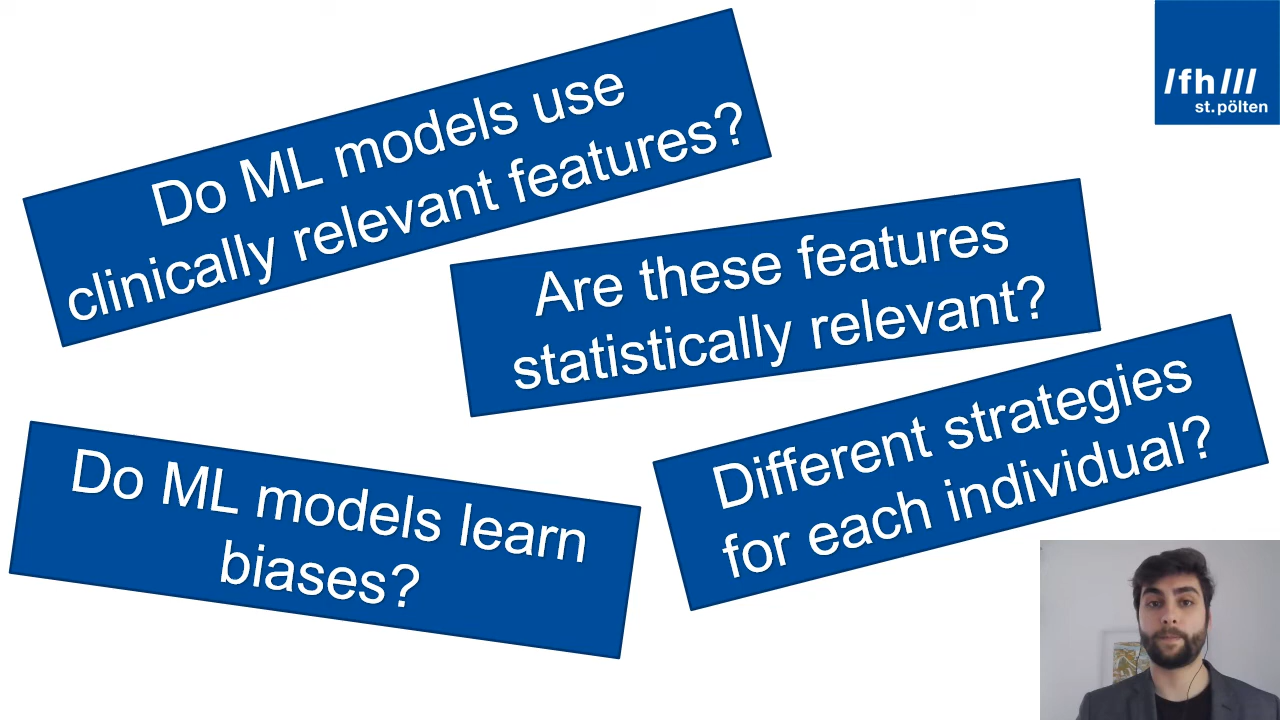 Do ML models use
clinically relevant features?
/fh///
st.pölten
Are these features
statistically relevant?
Different strategies
for each individual?
Do ML models learn
biases?